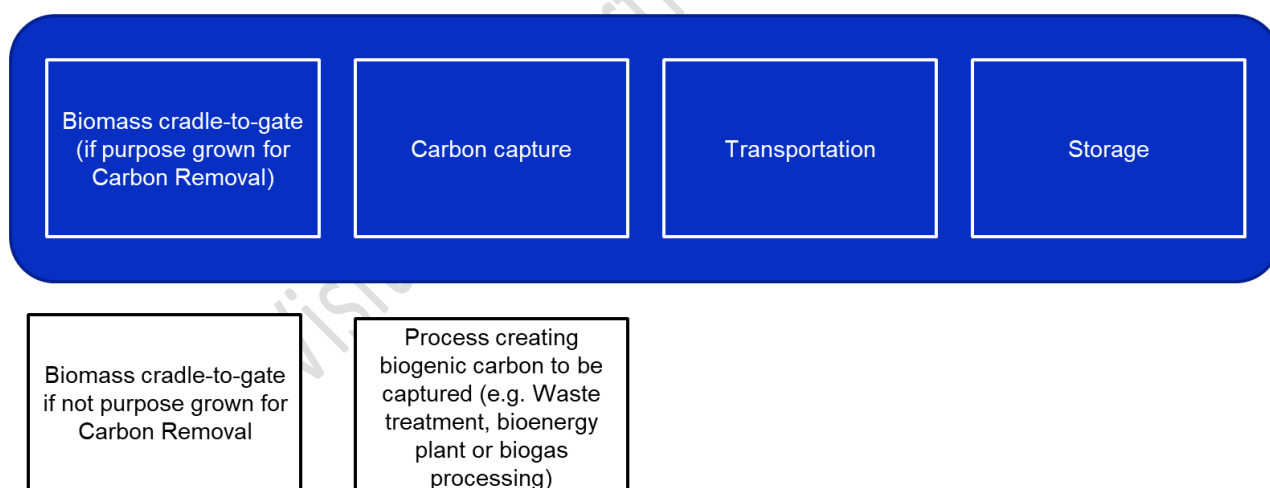 Biomass cradle-to-gate
(if purpose grown for
Carbon Removal)
Carbon capture
Transportation
Storage
Biomass cradle-to-gate
if not purpose grown for
Carbon Removal
Process creating
biogenic carbon to be
captured (e.g. Waste
treatment, bioenergy
plant or biogas
processing)